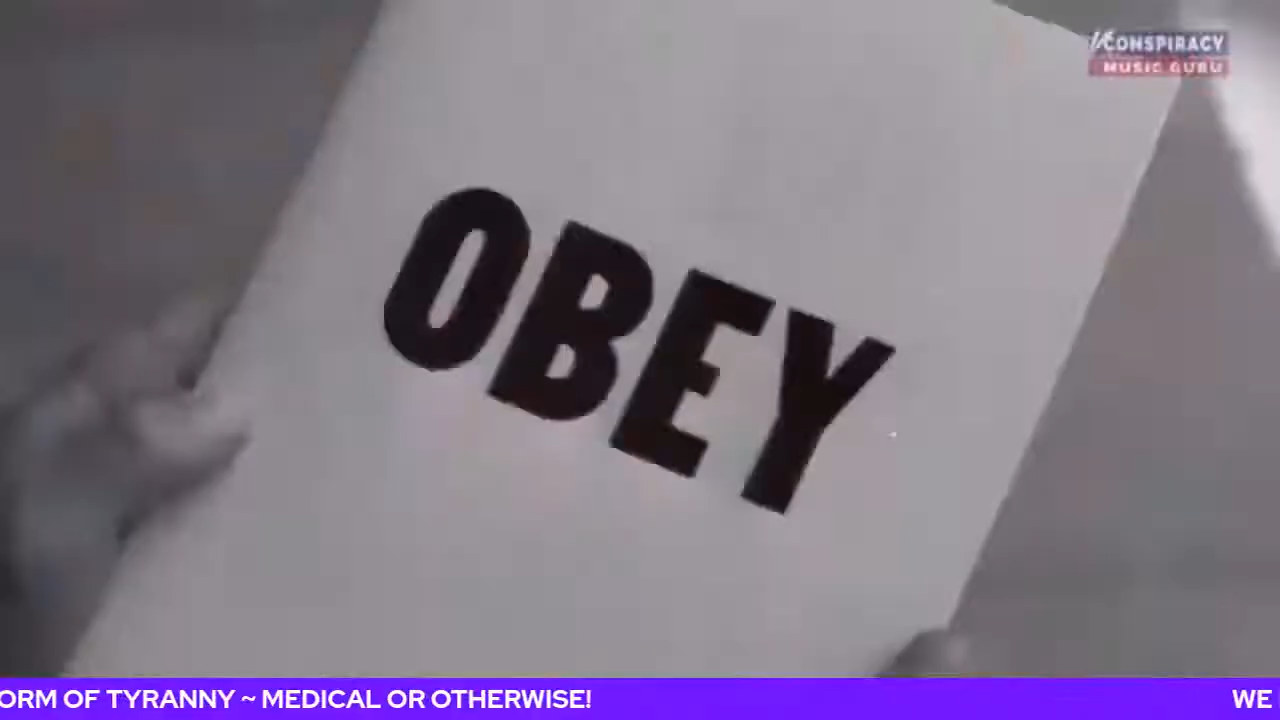 CONSPIRACY
MUSIC GURU
OBEY
ORM OF TYRANNY ~ MEDICAL OR OTHERWISE!
WE